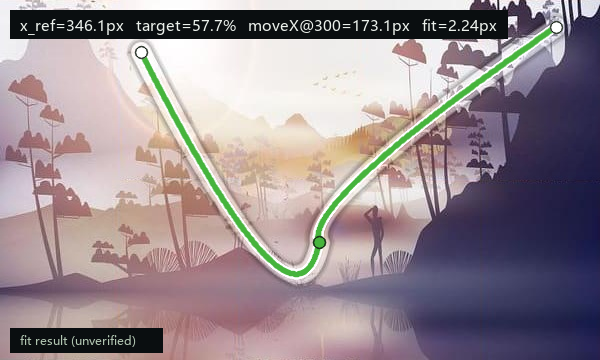 x_ref=346.1px target=57.7% moveX@300=173.1px fit=2.24px
fit result (unverified)